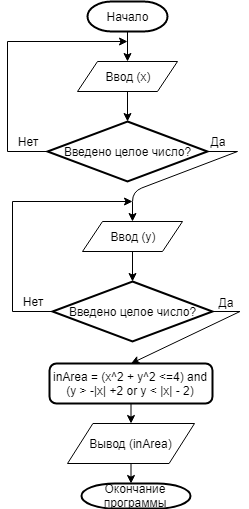 Начало
Ввод (x)
Нет
Введено целое число?
Да
Ввод (y)
Нет
Введено целое число?
Да
inArea = (x^2 + y^2 <=4) and
(y > -|x| +2 or y < |x| - 2)
Вывод (inArea)
Окончание
программы